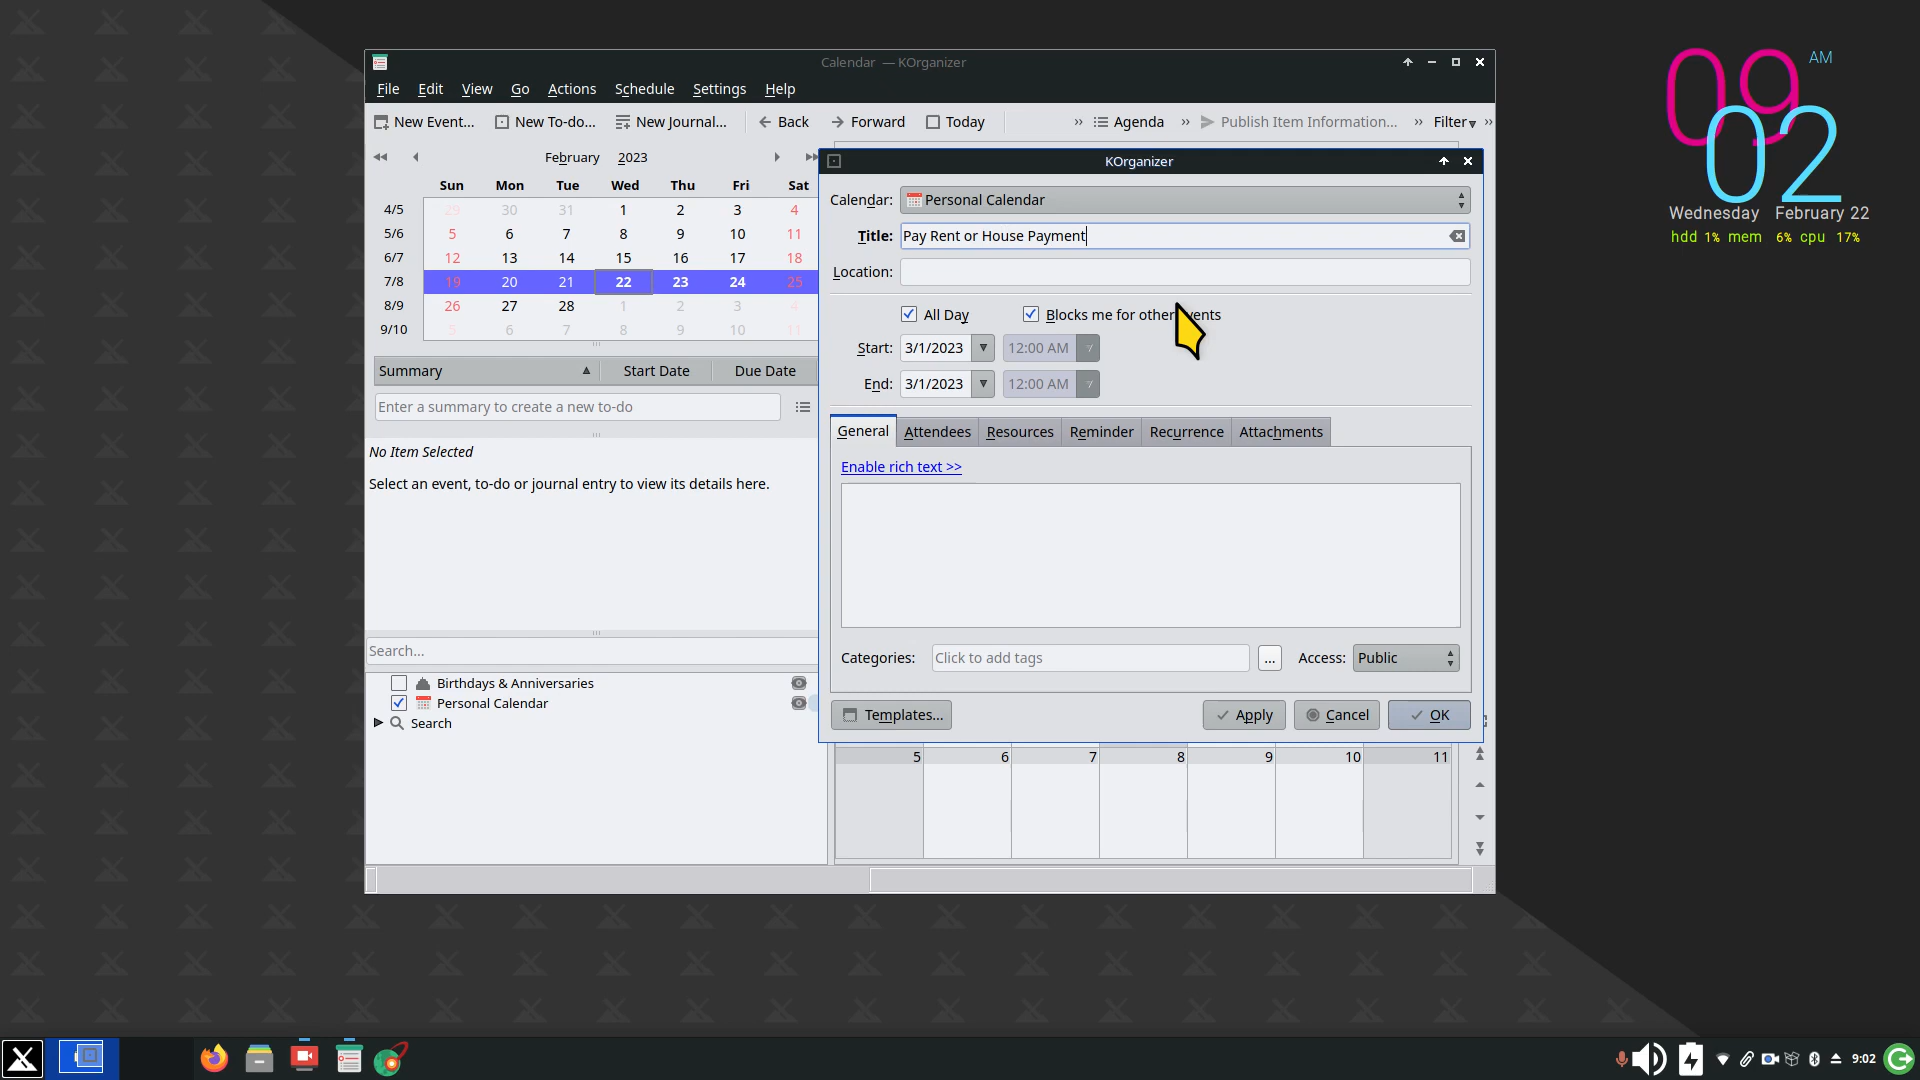 Calendar — KOrganizer
File Edit View Go Actions Schedule Settings Help
New Event... New To-do... New Journal... Back Forward Today Agenda Publish Item Information... Filter
February 2023
Sun Mon Tue Wed Thu Fri Sat
4/5 29 30 31 1 2 3 4
5/6 5 6 7 8 9 10 11
6/7 12 13 14 15 16 17 18
7/8 19 20 21 22 23 24 25
8/9 26 27 28 1 2 3 4
9/10 5 6 7 8 9 10 11
Summary Start Date Due Date
Enter a summary to create a new to-do
No Item Selected
Select an event, to-do or journal entry to view its details here.
Search...
Birthdays & Anniversaries
Personal Calendar
Search
KOrganizer
Calendar: Personal Calendar
Title: Pay Rent or House Payment
Location:
All Day Blocks me for other
Start: 3/1/2023 12:00 AM
End: 3/1/2023 12:00 AM
General Attendees Resources Reminder Recurrence Attachments
Enable rich text >>
Categories: Click to add tags ... Access: Public
Templates... Apply Cancel OK
5 6 7 8 9 10 11
09 AM
02
Wednesday February 22
hdd 1% mem 6% cpu 17%
9:02